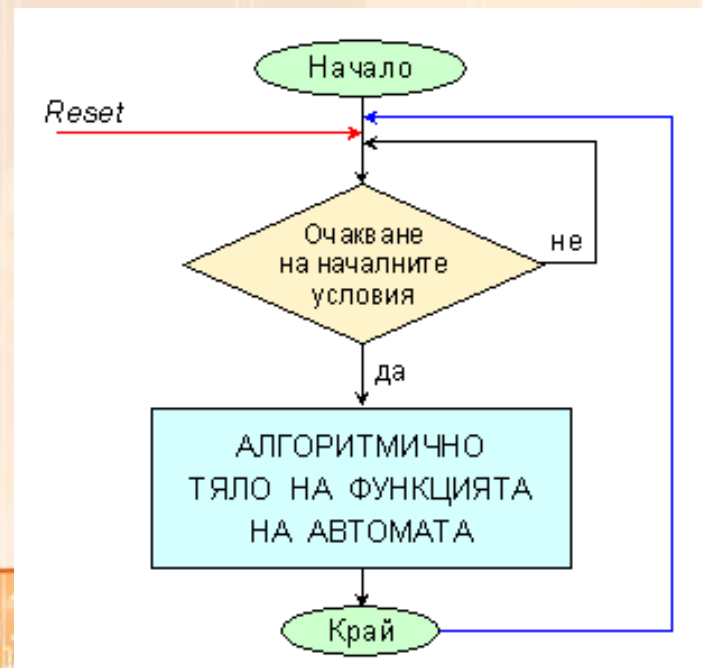 Начало
Reset
Очакване
на началните
условия
не
да
АЛГОРИТМИЧНО
ТЯЛО НА ФУНКЦИЯТА
НА АВТОМАТА
Край